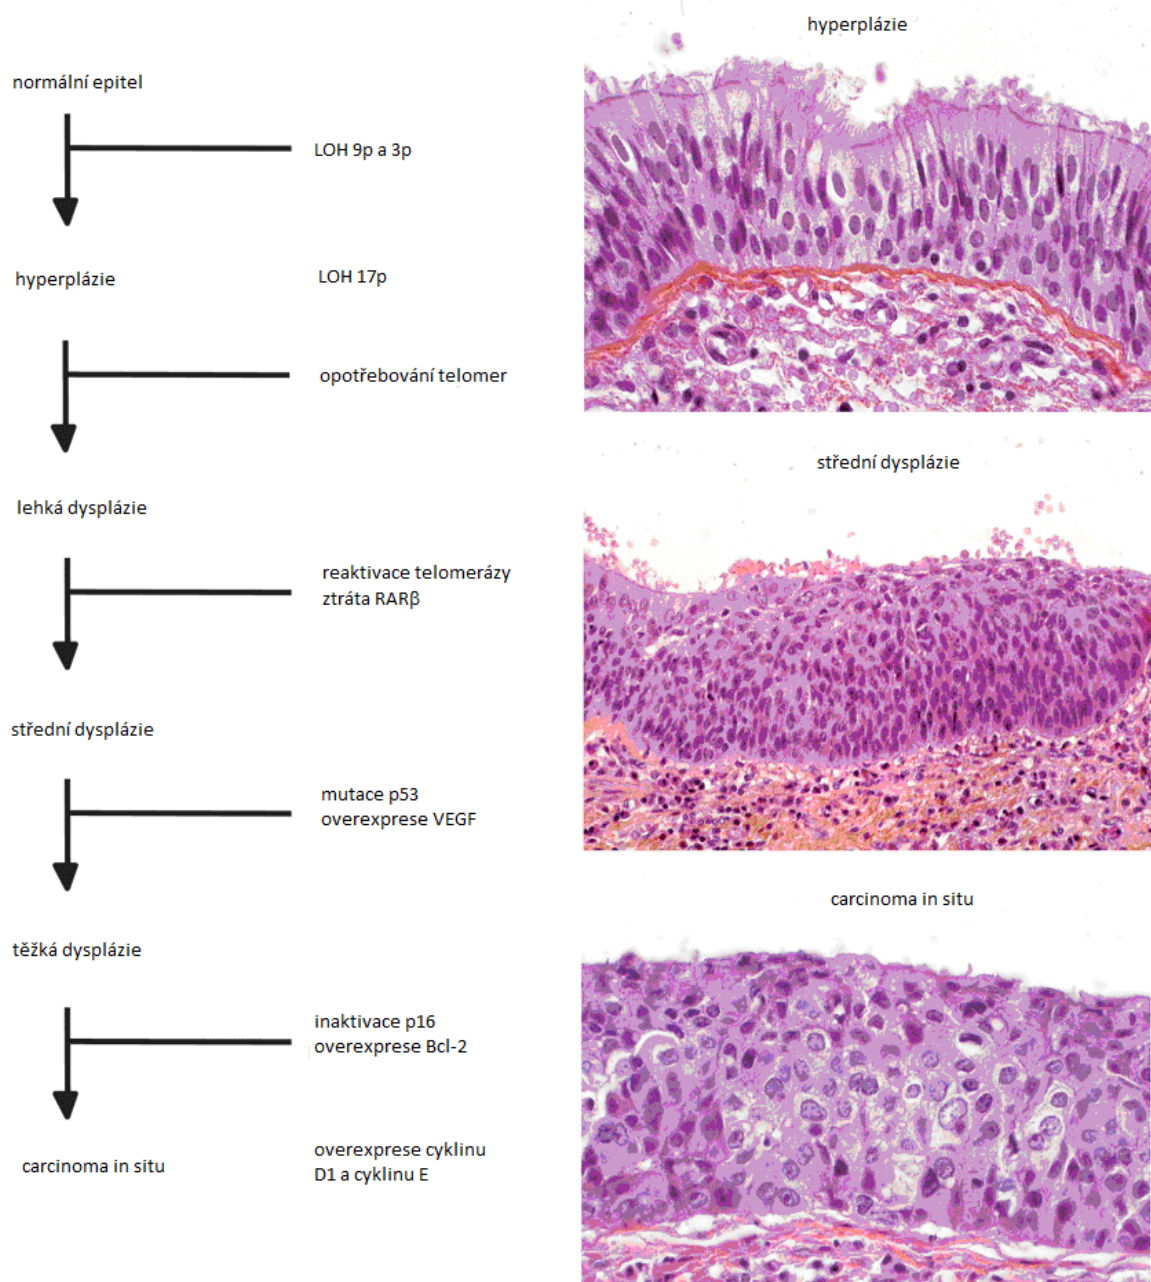 normální epitel
LOH 9p a 3p
hyperplázie
LOH 17p
opotřebování telomer
lehká dysplázie
reaktivace telomerázy
ztráta RARβ
střední dysplázie
mutace p53
overexprese VEGF
těžká dysplázie
inaktivace p16
overexprese Bcl-2
carcinoma in situ
overexprese cyklinu
D1 a cyklinu E
hyperplázie
střední dysplázie
carcinoma in situ